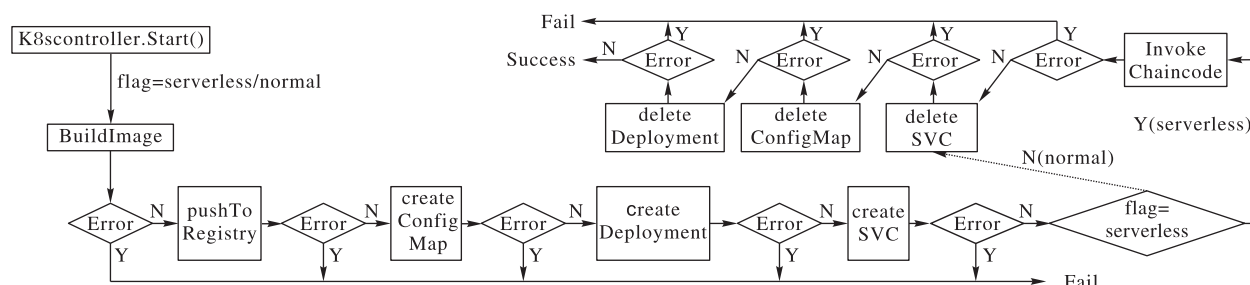 K8scontroller.Start()
flag=serverless/normal
BuildImage
Error
N
Y
pushTo
Registry
Error
N
Y
create
Config
Map
Error
N
Y
create
Deployment
Error
N
Y
create
SVC
Error
N
Y
Fail
flag=
serverless
N(normal)
Y(serverless)
Invoke
Chaincode
Error
Y
N
delete
SVC
Error
Y
N
delete
ConfigMap
Error
Y
N
delete
Deployment
Error
Y
N
Fail
Success